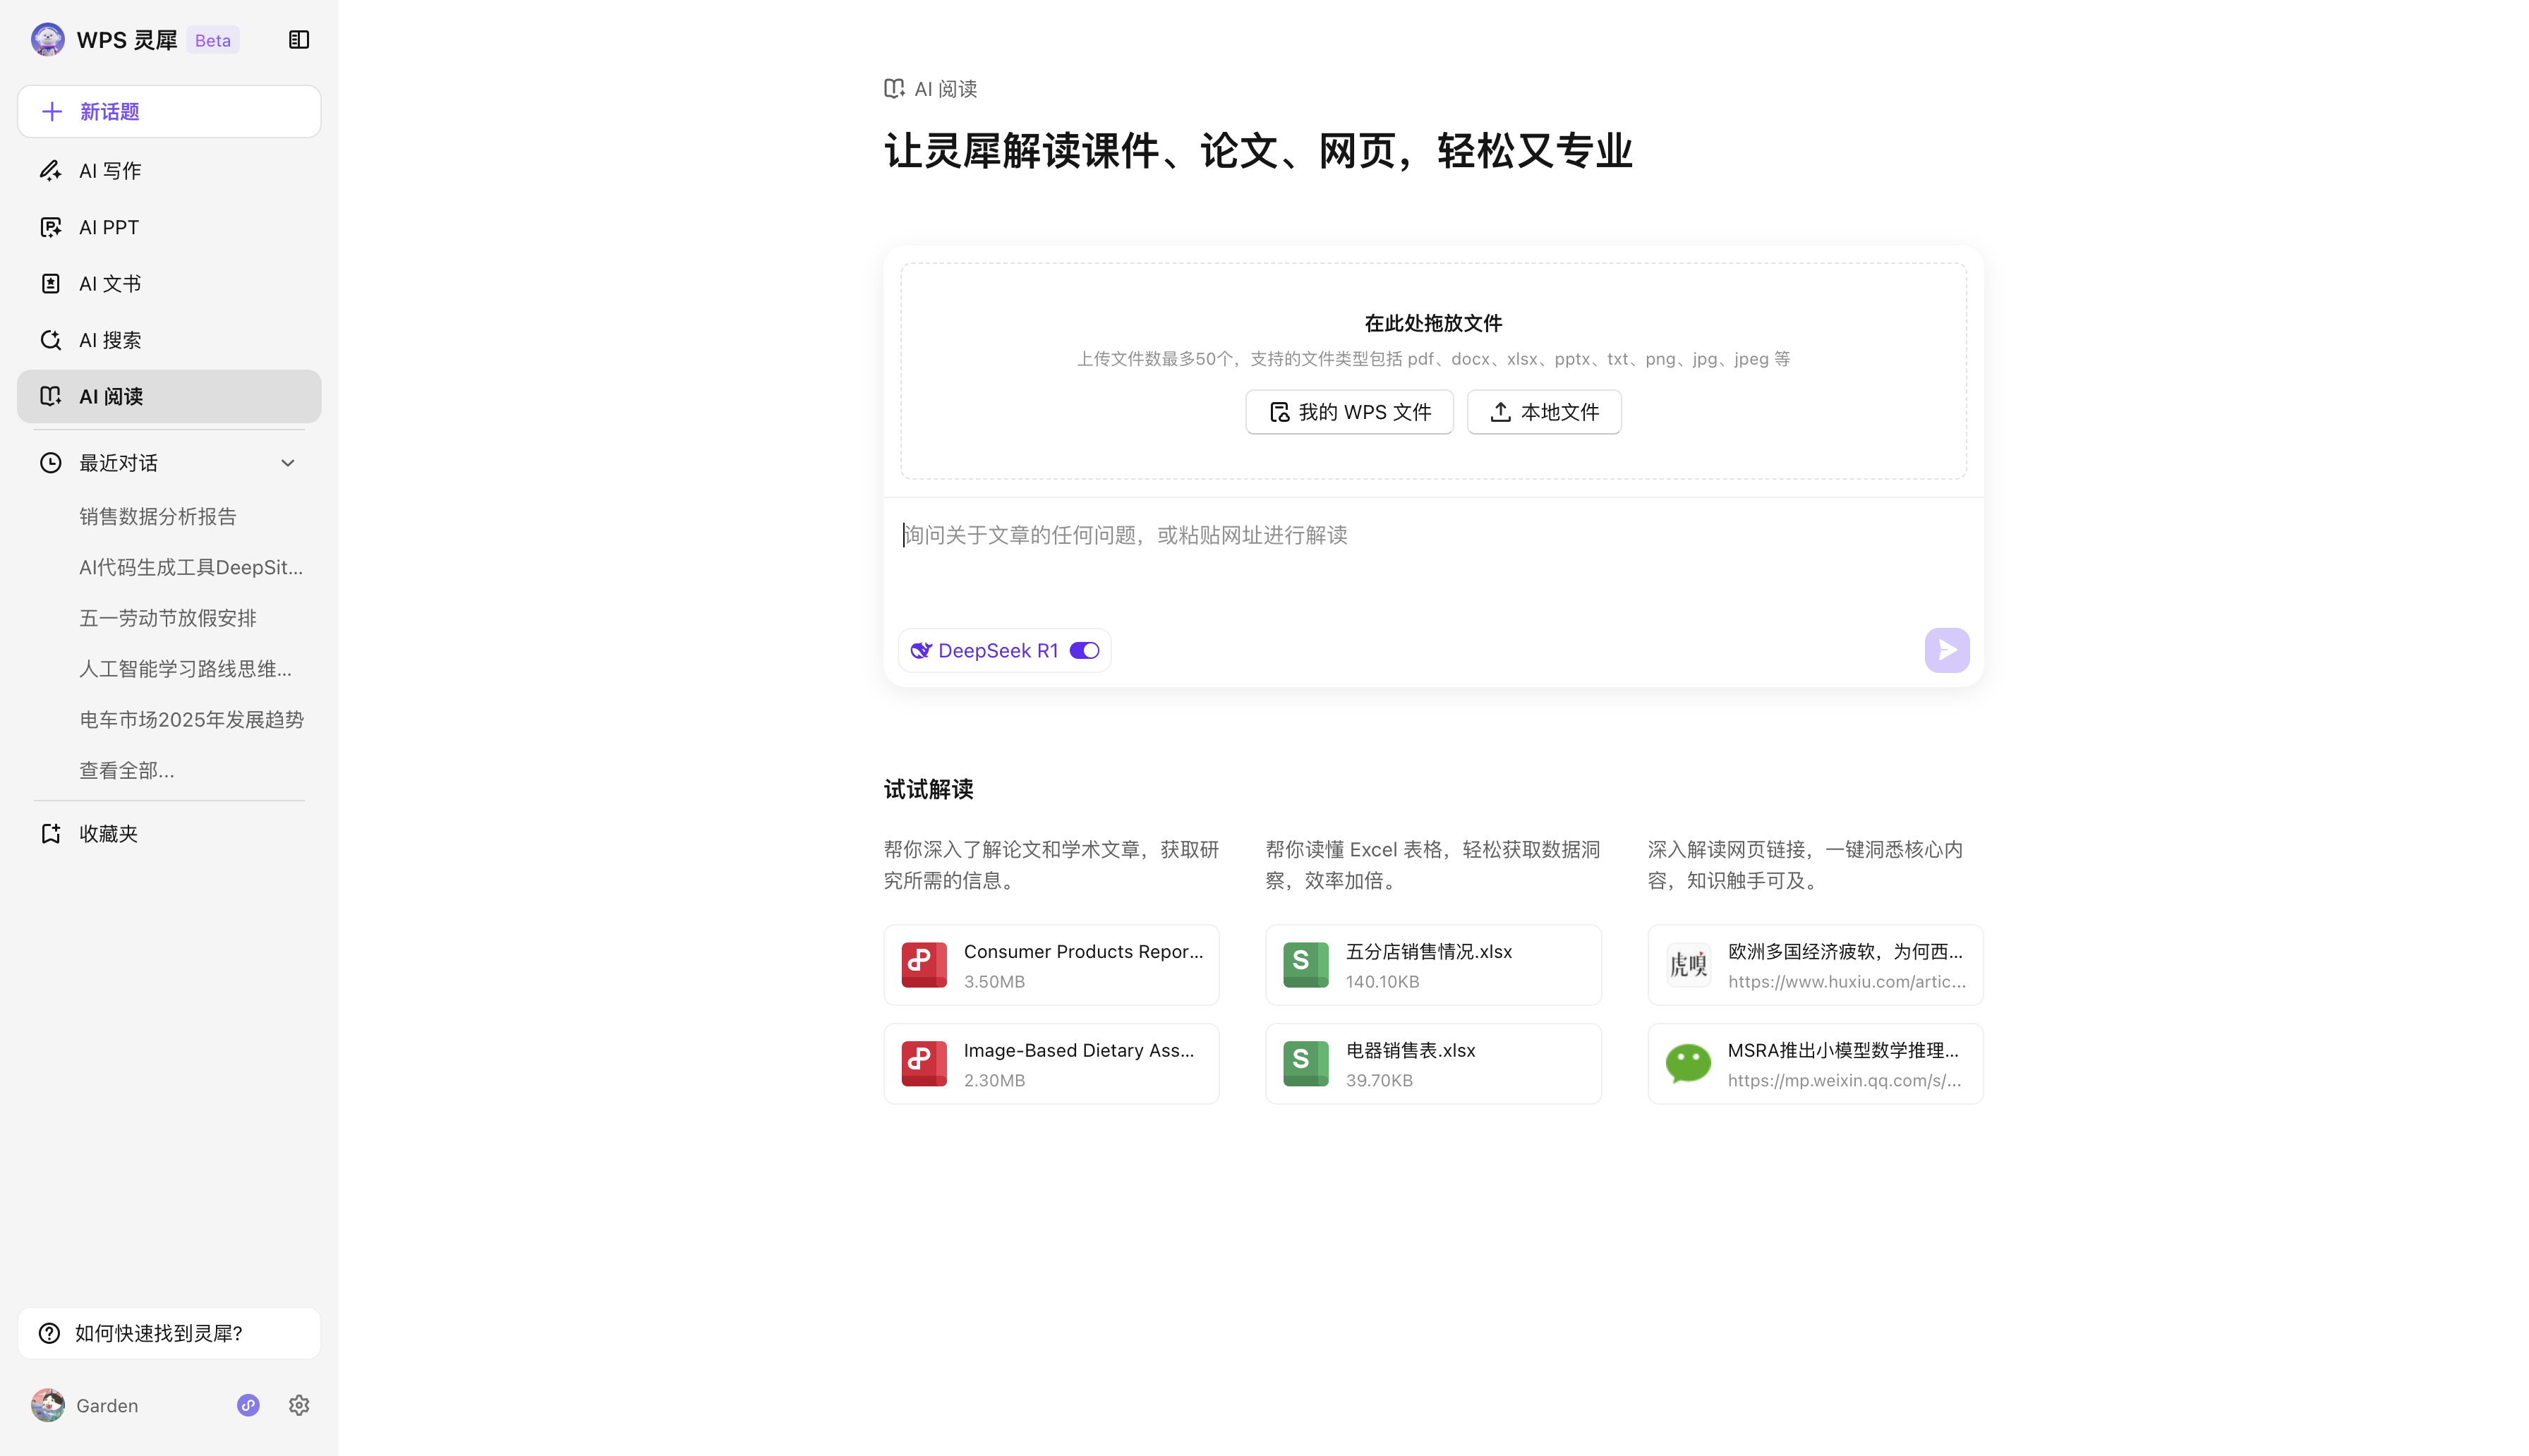 WPS 灵犀 Beta
新话题
AI 写作
AI PPT
AI 文书
AI 搜索
AI 阅读
最近对话
销售数据分析报告
AI代码生成工具DeepSit...
五一劳动节放假安排
人工智能学习路线思维...
电车市场2025年发展趋势
查看全部...
收藏夹
如何快速找到灵犀?
Garden
AI 阅读
让灵犀解读课件、论文、网页，轻松又专业
在此处拖放文件
上传文件数最多50个，支持的文件类型包括 pdf、docx、xlsx、pptx、txt、png、jpg、jpeg 等
我的 WPS 文件
本地文件
询问关于文章的任何问题，或粘贴网址进行解读
DeepSeek R1
试试解读
帮你深入了解论文和学术文章，获取研
究所需的信息。
Consumer Products Repor...
3.50MB
Image-Based Dietary Ass...
2.30MB
帮你读懂 Excel 表格，轻松获取数据洞
察，效率加倍。
S
五分店销售情况.xlsx
140.10KB
S
电器销售表.xlsx
39.70KB
深入解读网页链接，一键洞悉核心内
容，知识触手可及。
虎嗅
欧洲多国经济疲软，为何西...
https://www.huxiu.com/artic...
MSRA推出小模型数学推理...
https://mp.weixin.qq.com/s/...